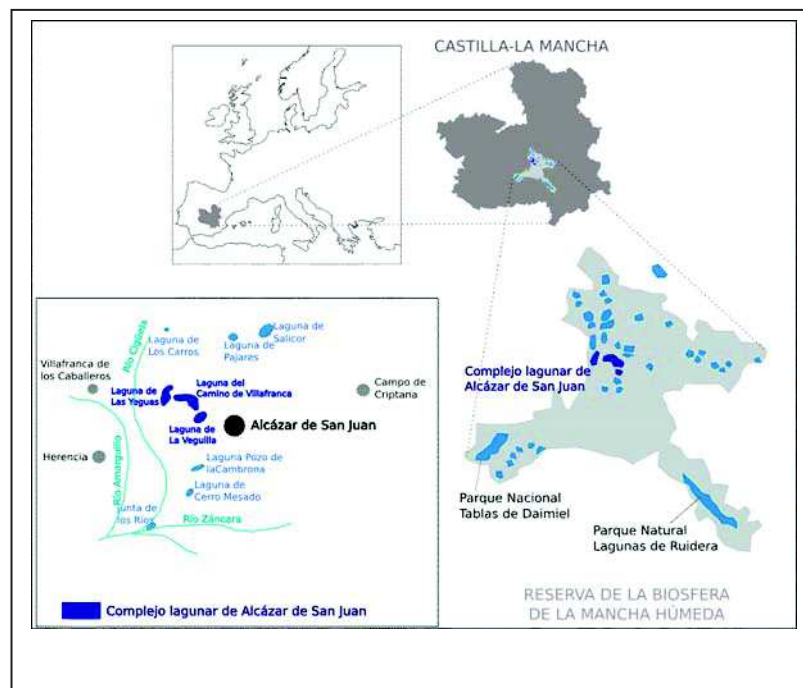 CASTILLA-LA MANCHA
Río Cigüela
Laguna de
Los Carros
Laguna de
Pajares
Laguna de
Salicor
Villafranca de
los Caballeros
Laguna de
Las Yeguas
Laguna del
Camino de Villafranca
Campo de
Criptana
Laguna de
La Veguilla
Alcázar de San Juan
Herencia
Río Amarguillo
Laguna Pozo de
laCambrona
Laguna de
Cerro Mesado
unta de
los Ríos
Río Záncara
Complejo lagunar de Alcázar de San Juan
Complejo lagunar de
Alcázar de San Juan
Parque Nacional
Tablas de Daimiel
Parque Natural
Lagunas de Ruidera
RESERVA DE LA BIOSFERA
DE LA MANCHA HÚMEDA